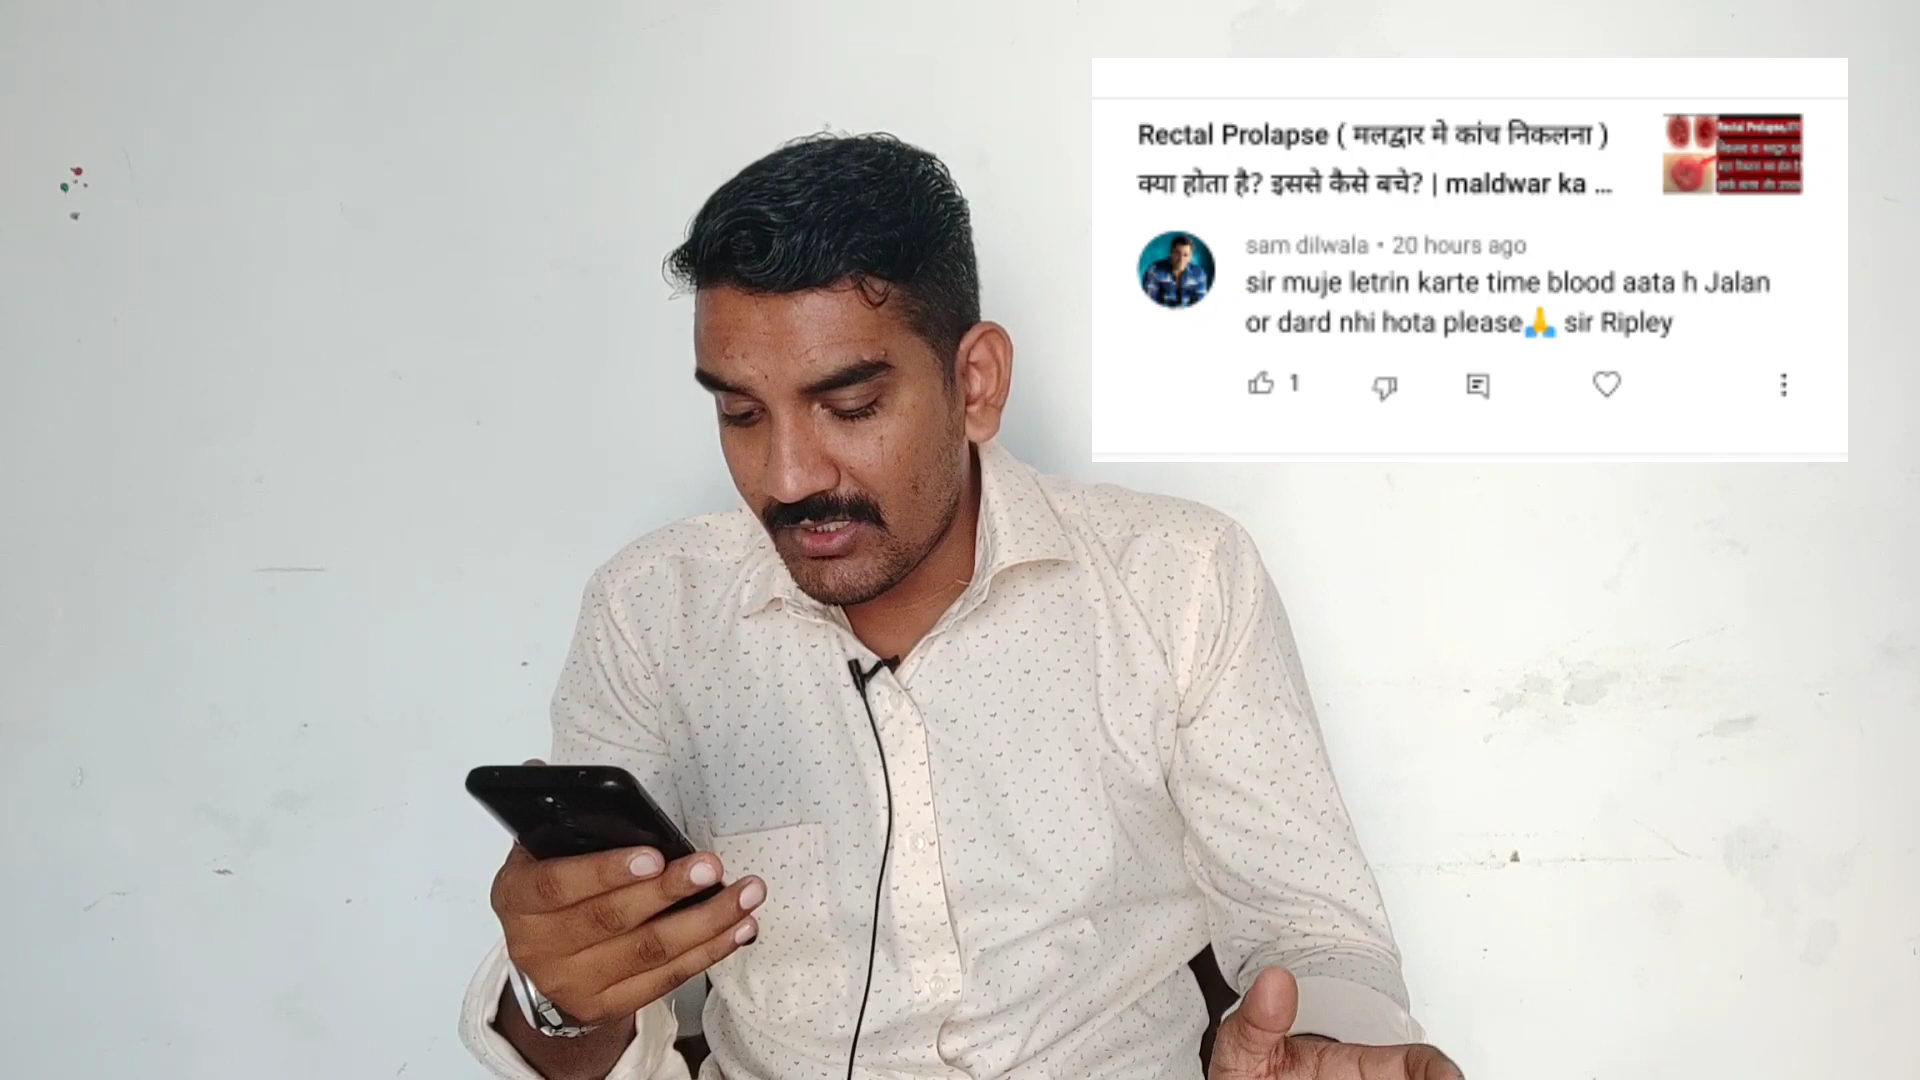 Rectal Prolapse ( मलद्वार मे कांच निकलना )
क्या होता है? इससे कैसे बचे? | maldwar ka ...
sam dilwala • 20 hours ago
sir muje letrin karte time blood aata h Jalan
or dard nhi hota please🙏 sir Ripley
1